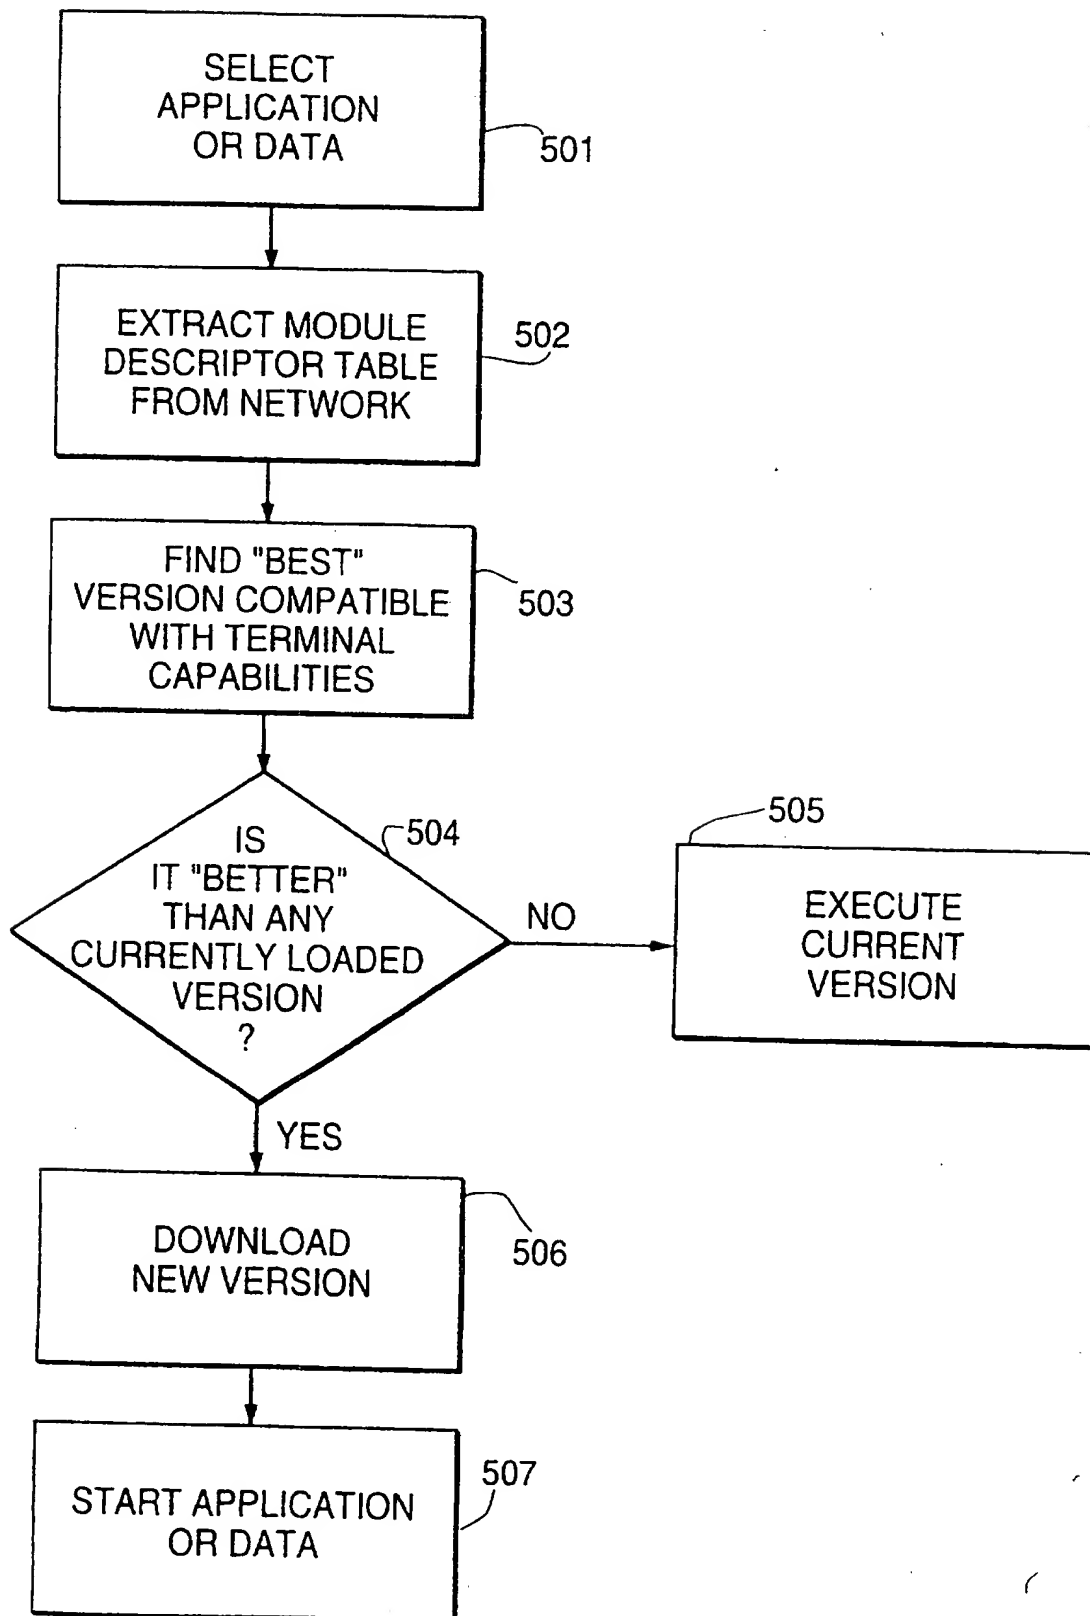 SELECT
APPLICATION
OR DATA
501
EXTRACT MODULE
DESCRIPTOR TABLE
FROM NETWORK
502
FIND "BEST"
VERSION COMPATIBLE
WITH TERMINAL
CAPABILITIES
503
IS
IT "BETTER"
THAN ANY
CURRENTLY LOADED
VERSION
?
504
NO
505
EXECUTE
CURRENT
VERSION
YES
DOWNLOAD
NEW VERSION
506
START APPLICATION
OR DATA
507